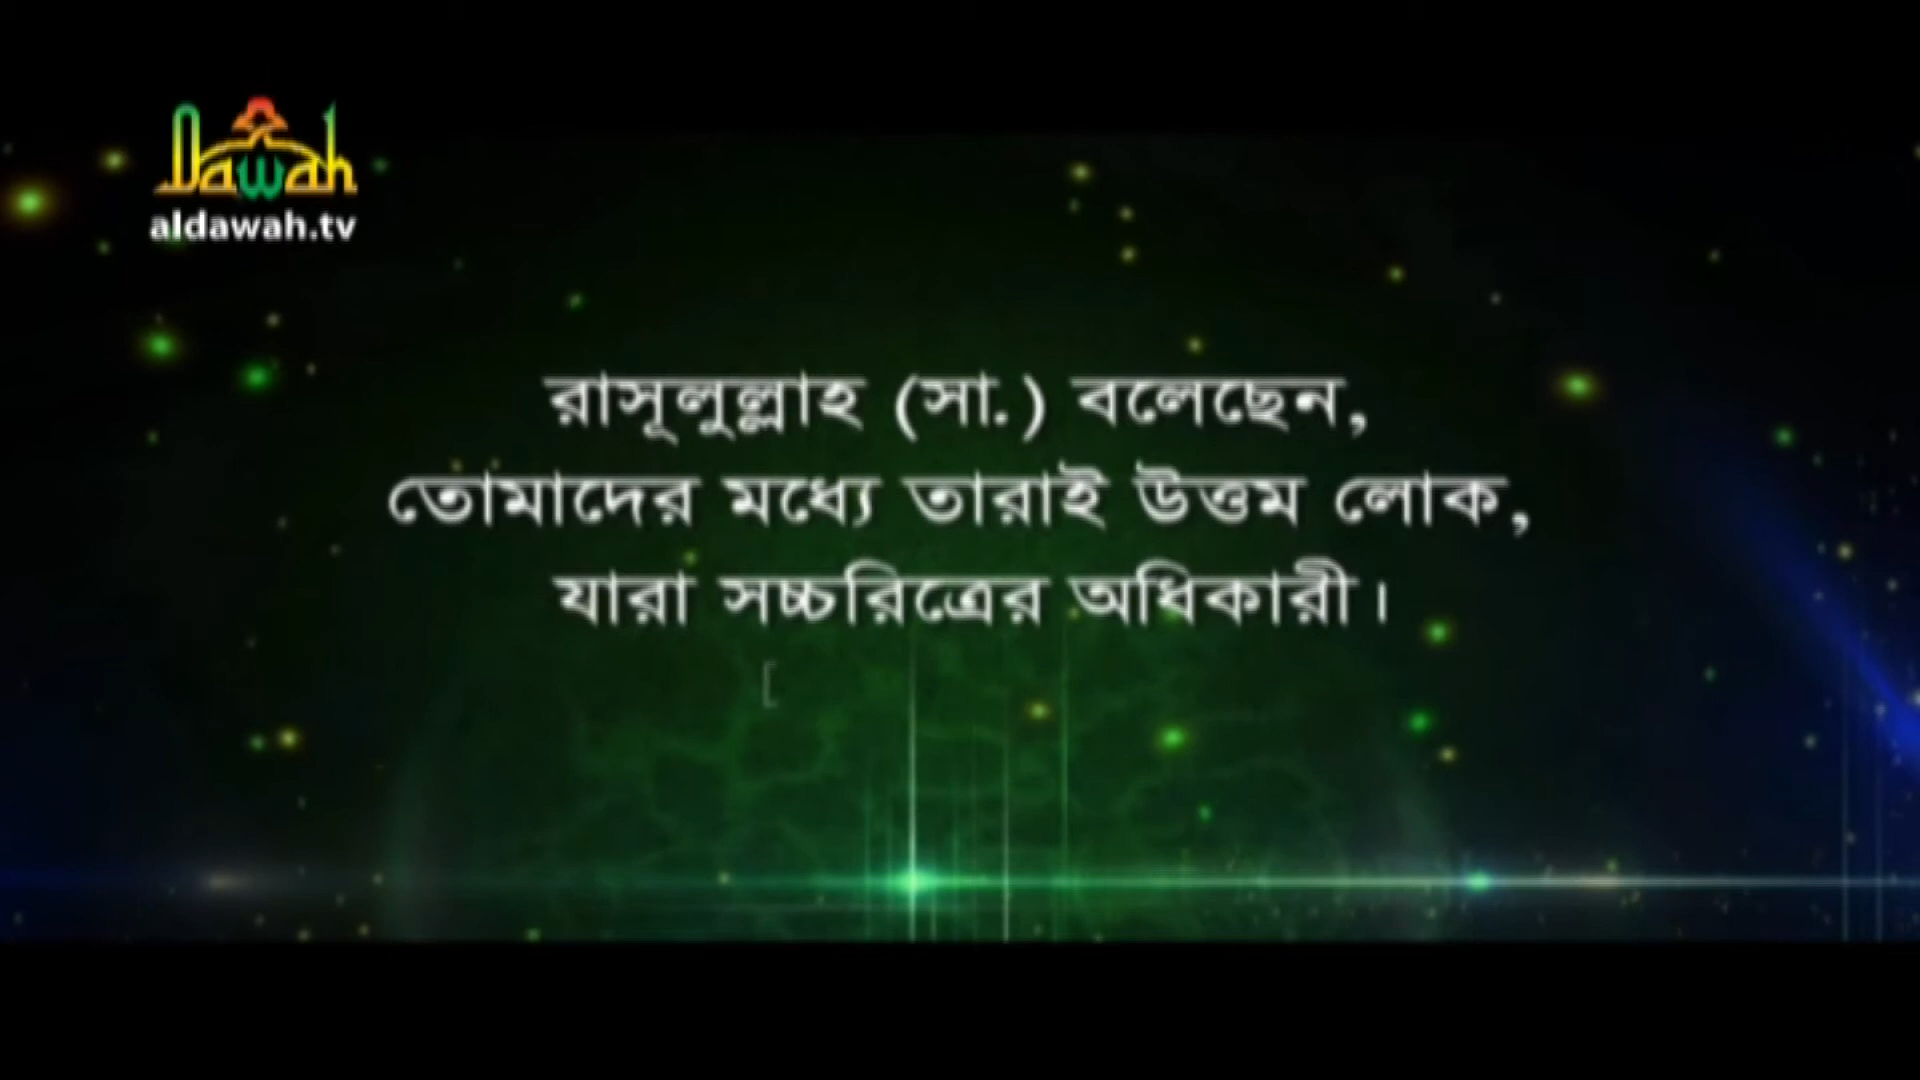 Dawah
aldawah.tv
রাসূলুল্লাহ (সা.) বলেছেন,
তোমাদের মধ্যে তারাই উত্তম লোক,
যারা সচ্চরিত্রের অধিকারী।
[